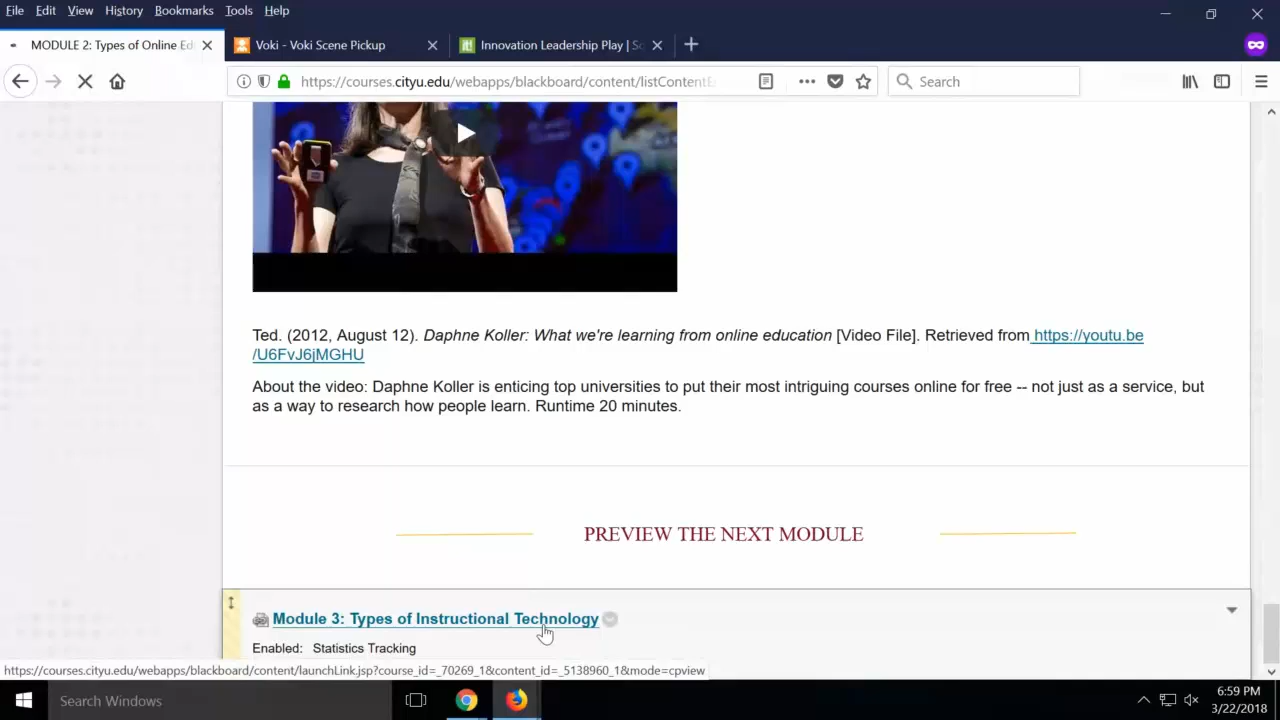 File Edit View History Bookmarks Tools Help
MODULE 2: Types of Online Ed
Voki - Voki Scene Pickup
Innovation Leadership Play | Sc
https://courses.cityu.edu/webapps/blackboard/content/listContentE
Search
Ted. (2012, August 12). Daphne Koller: What we're learning from online education [Video File]. Retrieved from https://youtu.be
/U6FvJ6jMGHU
About the video: Daphne Koller is enticing top universities to put their most intriguing courses online for free -- not just as a service, but
as a way to research how people learn. Runtime 20 minutes.
PREVIEW THE NEXT MODULE
Module 3: Types of Instructional Technology
Enabled: Statistics Tracking
https://courses.cityu.edu/webapps/blackboard/content/launchLink.jsp?course_id=_70269_1&content_id=_5138960_1&mode=cpview
Search Windows
6:59 PM
3/22/2018